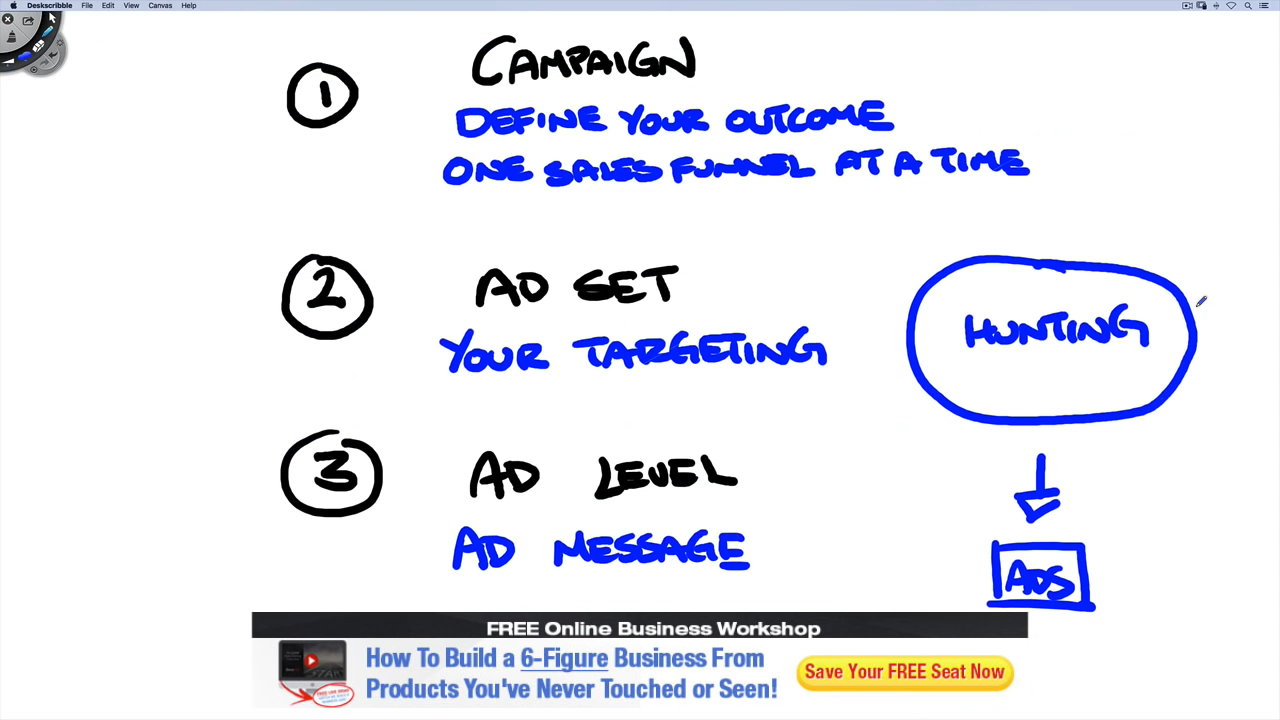 Deskscribble File Edit View Canvas Help
1 CAMPAIGN
DEFINE YOUR OUTCOME
ONE SALES FUNNEL AT A TIME
2 AD SET
YOUR TARGETING
HUNTING
3 AD LEVEL
AD MESSAGE
ADS
FREE Online Business Workshop
How To Build a 6-Figure Business From
Products You've Never Touched or Seen!
Save Your FREE Seat Now